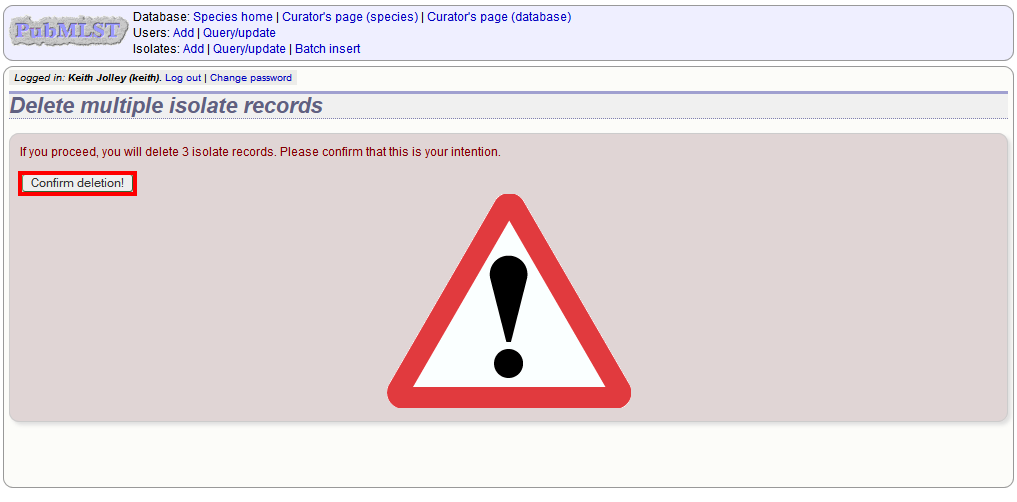 PubMLST
Database: Species home | Curator's page (species) | Curator's page (database)
Users: Add | Query/update
Isolates: Add | Query/update | Batch insert
Logged in: Keith Jolley (keith). Log out | Change password
Delete multiple isolate records
If you proceed, you will delete 3 isolate records. Please confirm that this is your intention.
Confirm deletion!